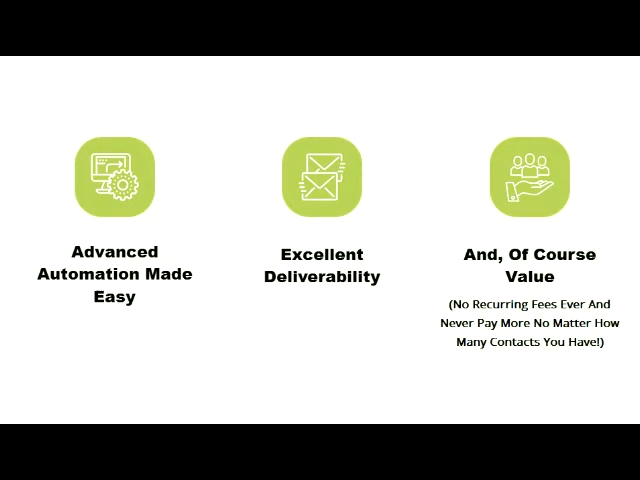 Advanced
Automation Made
Easy
Excellent
Deliverability
And, Of Course
Value
(No Recurring Fees Ever And
Never Pay More No Matter How
Many Contacts You Have!)